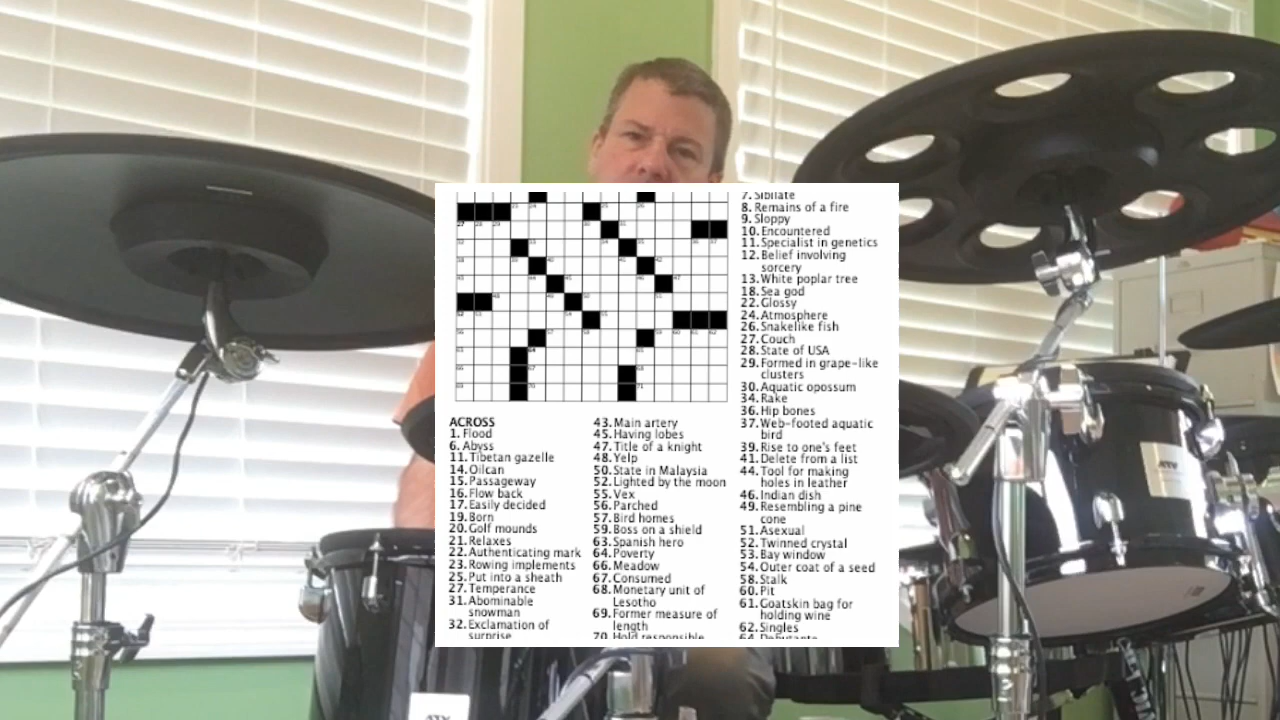 ACROSS
1. Flood
6. Abyss
11. Tibetan gazelle
14. Oilcan
15. Passageway
16. Flow back
17. Easily decided
19. Born
20. Golf mounds
21. Relaxes
22. Authenticating mark
23. Rowing implements
25. Put into a sheath
27. Temperance
31. Abominable
snowman
32. Exclamation of
surprise
43. Main artery
45. Having lobes
47. Title of a knight
48. Yelp
50. State in Malaysia
52. Lighted by the moon
55. Vex
56. Parched
57. Bird homes
59. Boss on a shield
63. Spanish hero
64. Poverty
66. Meadow
67. Consumed
68. Monetary unit of
Lesotho
69. Former measure of
length
70. Hold responsible
7. Sibilate
8. Remains of a fire
9. Sloppy
10. Encountered
11. Specialist in genetics
12. Belief involving
sorcery
13. White poplar tree
18. Sea god
22. Glossy
24. Atmosphere
26. Snakelike fish
27. Couch
28. State of USA
29. Formed in grape-like
clusters
30. Aquatic opossum
34. Rake
36. Hip bones
37. Web-footed aquatic
bird
39. Rise to one's feet
41. Delete from a list
44. Tool for making
holes in leather
46. Indian dish
49. Resembling a pine
cone
51. Asexual
52. Twinned crystal
53. Bay window
54. Outer coat of a seed
58. Stalk
60. Pit
61. Goatskin bag for
holding wine
62. Singles
64. Debutante